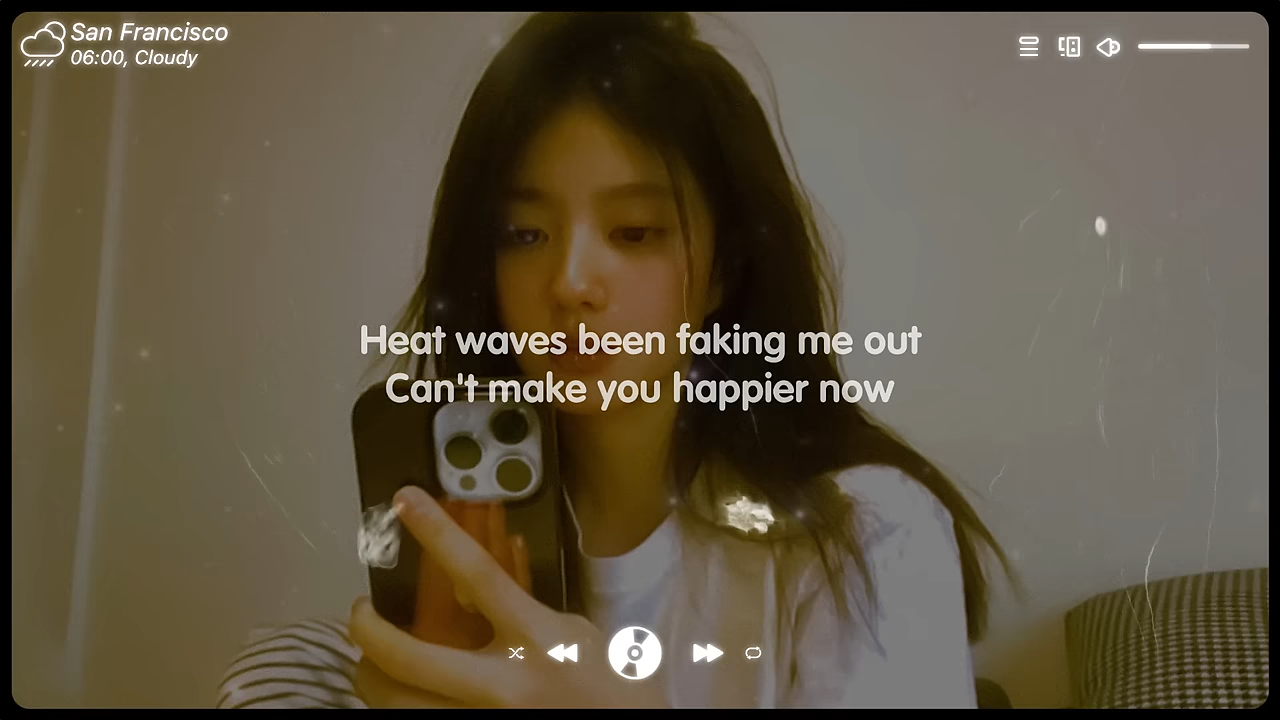 San Francisco
06:00, Cloudy
Heat waves been faking me out
Can't make you happier now